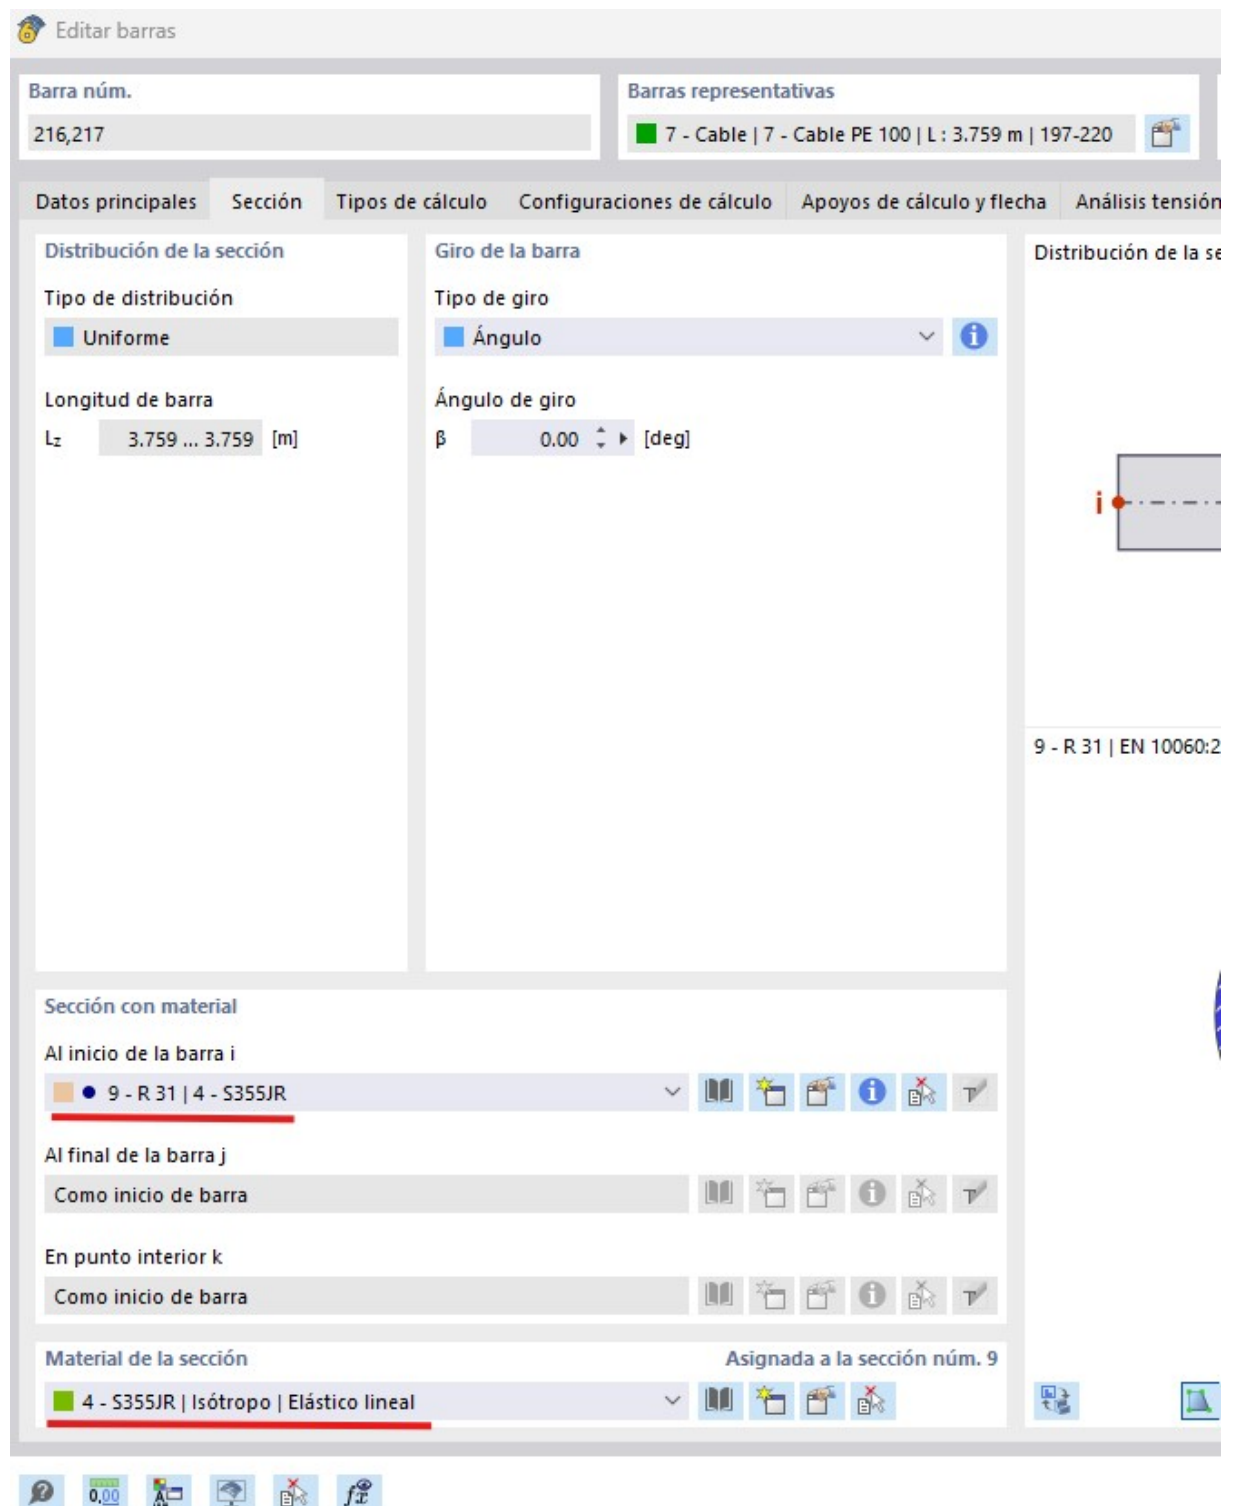 Editar barras
Barra núm.
216,217
Barras representativas
7 - Cable | 7 - Cable PE 100 | L : 3.759 m | 197-220
Datos principales Sección Tipos de cálculo Configuraciones de cálculo Apoyos de cálculo y flecha Análisis tensión
Distribución de la sección
Tipo de distribución
Uniforme
Longitud de barra
Lz 3.759 ... 3.759 [m]
Giro de la barra
Tipo de giro
Ángulo
Ángulo de giro
β 0.00 [deg]
Distribución de la se
i
9 - R 31 | EN 10060:2
Sección con material
Al inicio de la barra i
9 - R 31 | 4 - S355JR
Al final de la barra j
Como inicio de barra
En punto interior k
Como inicio de barra
Material de la sección
Asignada a la sección núm. 9
4 - S355JR | Isótropo | Elástico lineal
0,00